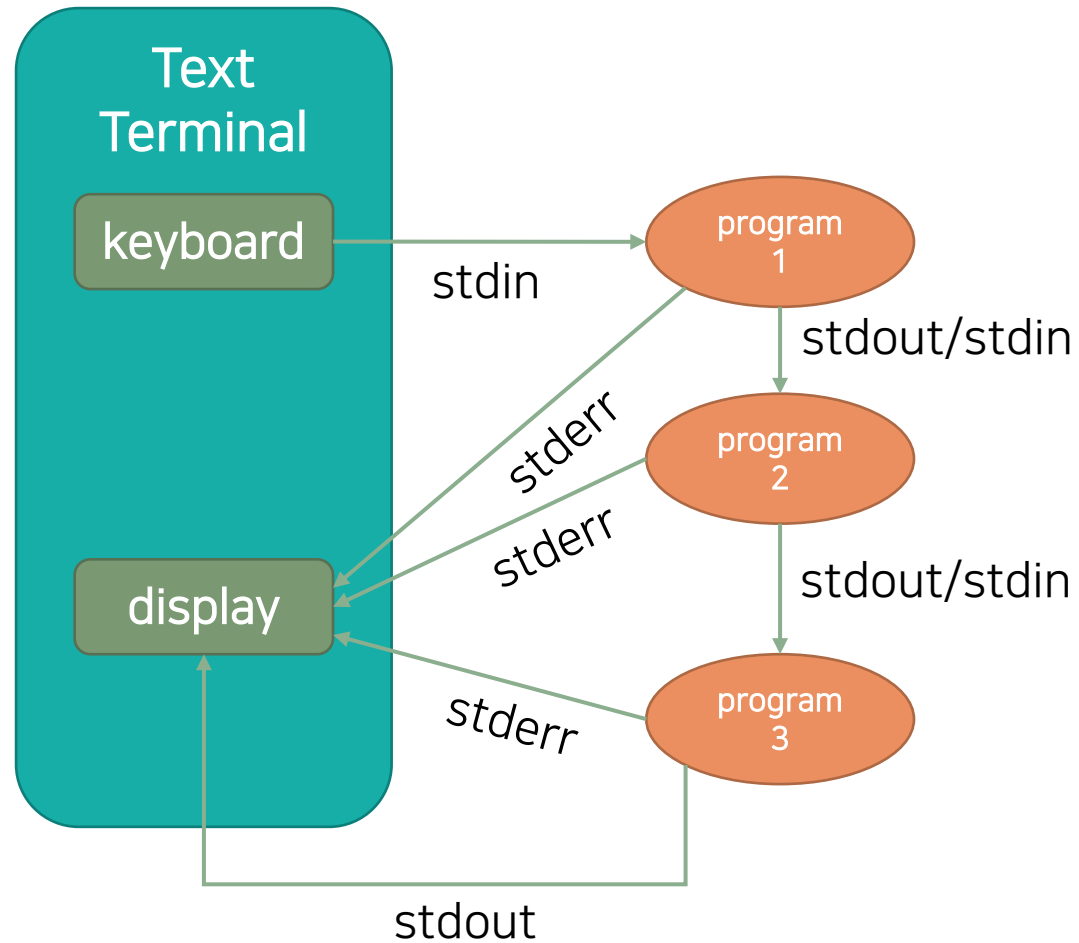 Text
Terminal
keyboard
stdin
program
1
stdout/stdin
stderr
program
2
stderr
stdout/stdin
display
program
3
stderr
stdout